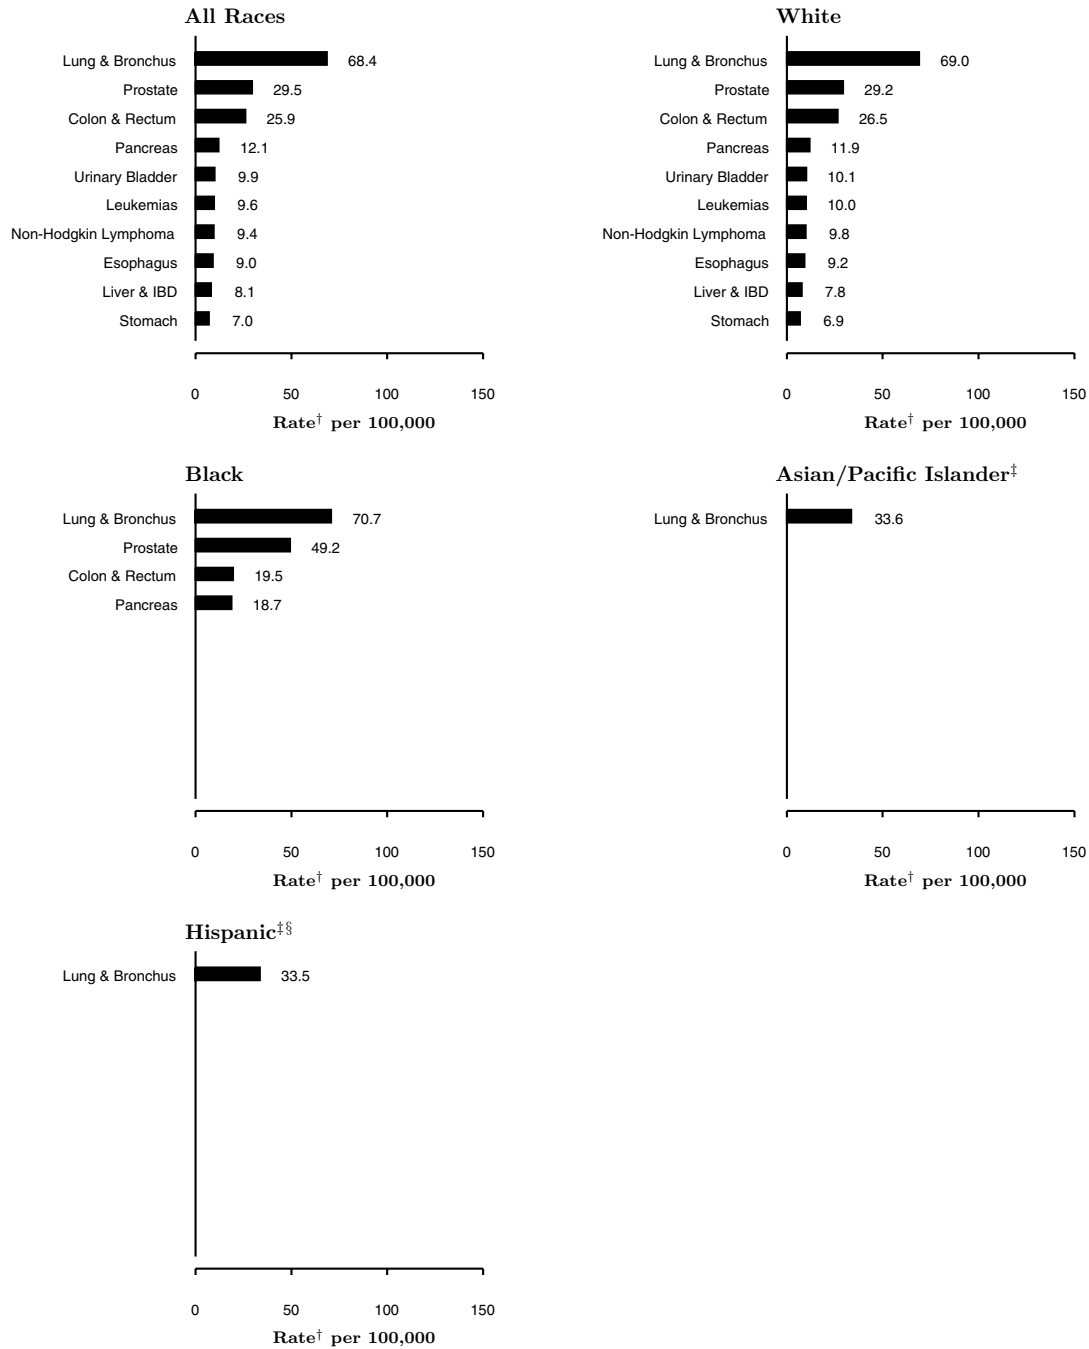 All Races
Lung & Bronchus 68.4
Prostate 29.5
Colon & Rectum 25.9
Pancreas 12.1
Urinary Bladder 9.9
Leukemias 9.6
Non-Hodgkin Lymphoma 9.4
Esophagus 9.0
Liver & IBD 8.1
Stomach 7.0
0 50 100 150
Rate† per 100,000
White
Lung & Bronchus 69.0
Prostate 29.2
Colon & Rectum 26.5
Pancreas 11.9
Urinary Bladder 10.1
Leukemias 10.0
Non-Hodgkin Lymphoma 9.8
Esophagus 9.2
Liver & IBD 7.8
Stomach 6.9
0 50 100 150
Rate† per 100,000
Black
Lung & Bronchus 70.7
Prostate 49.2
Colon & Rectum 19.5
Pancreas 18.7
0 50 100 150
Rate† per 100,000
Asian/Pacific Islander‡
Lung & Bronchus 33.6
0 50 100 150
Rate† per 100,000
Hispanic‡§
Lung & Bronchus 33.5
0 50 100 150
Rate† per 100,000